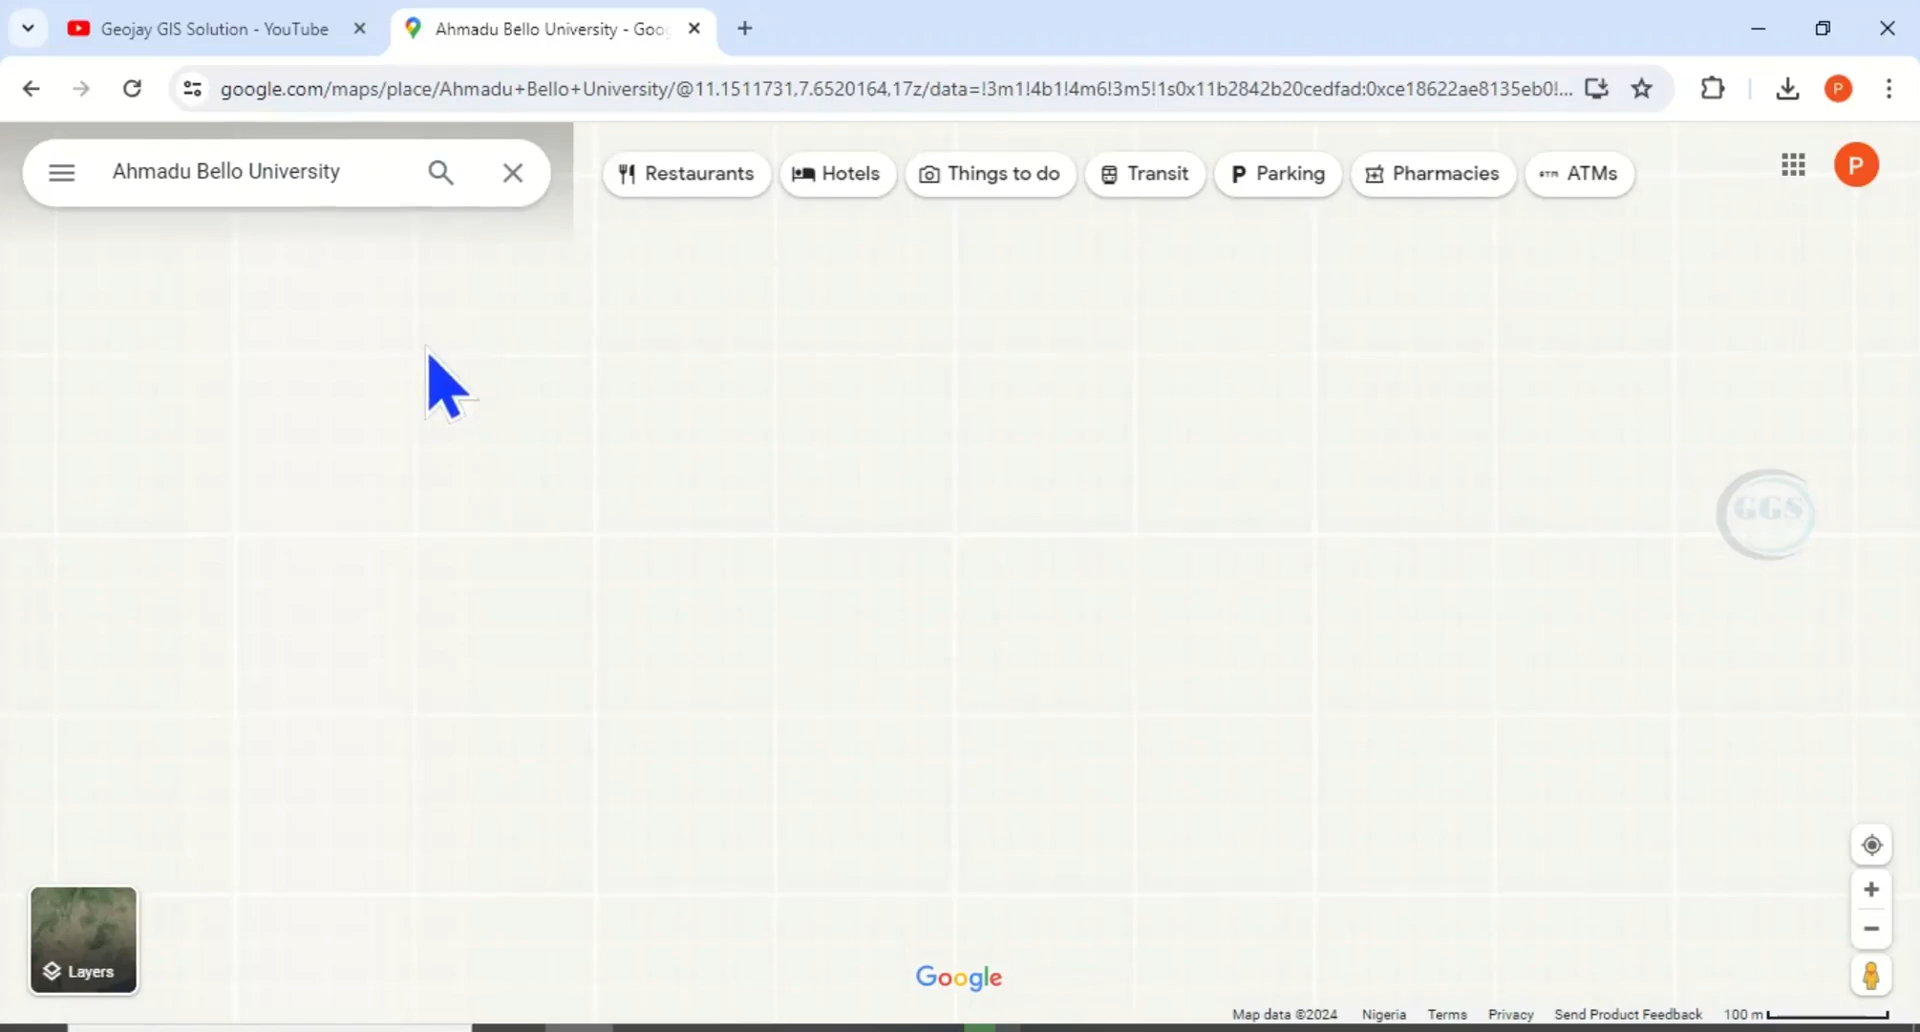 Geojay GIS Solution - YouTube
Ahmadu Bello University - Goo
google.com/maps/place/Ahmadu+Bello+University/@11.1511731,7.6520164,17z/data=!3m1!4b1!4m6!3m5!1s0x11b2842b20cedfad:0xce18622ae8135eb0!...
P
Ahmadu Bello University
Restaurants
Hotels
Things to do
Transit
P Parking
Pharmacies
ATM ATMs
P
GGS
Layers
Google
Map data ©2024 Nigeria Terms Privacy Send Product Feedback 100 m